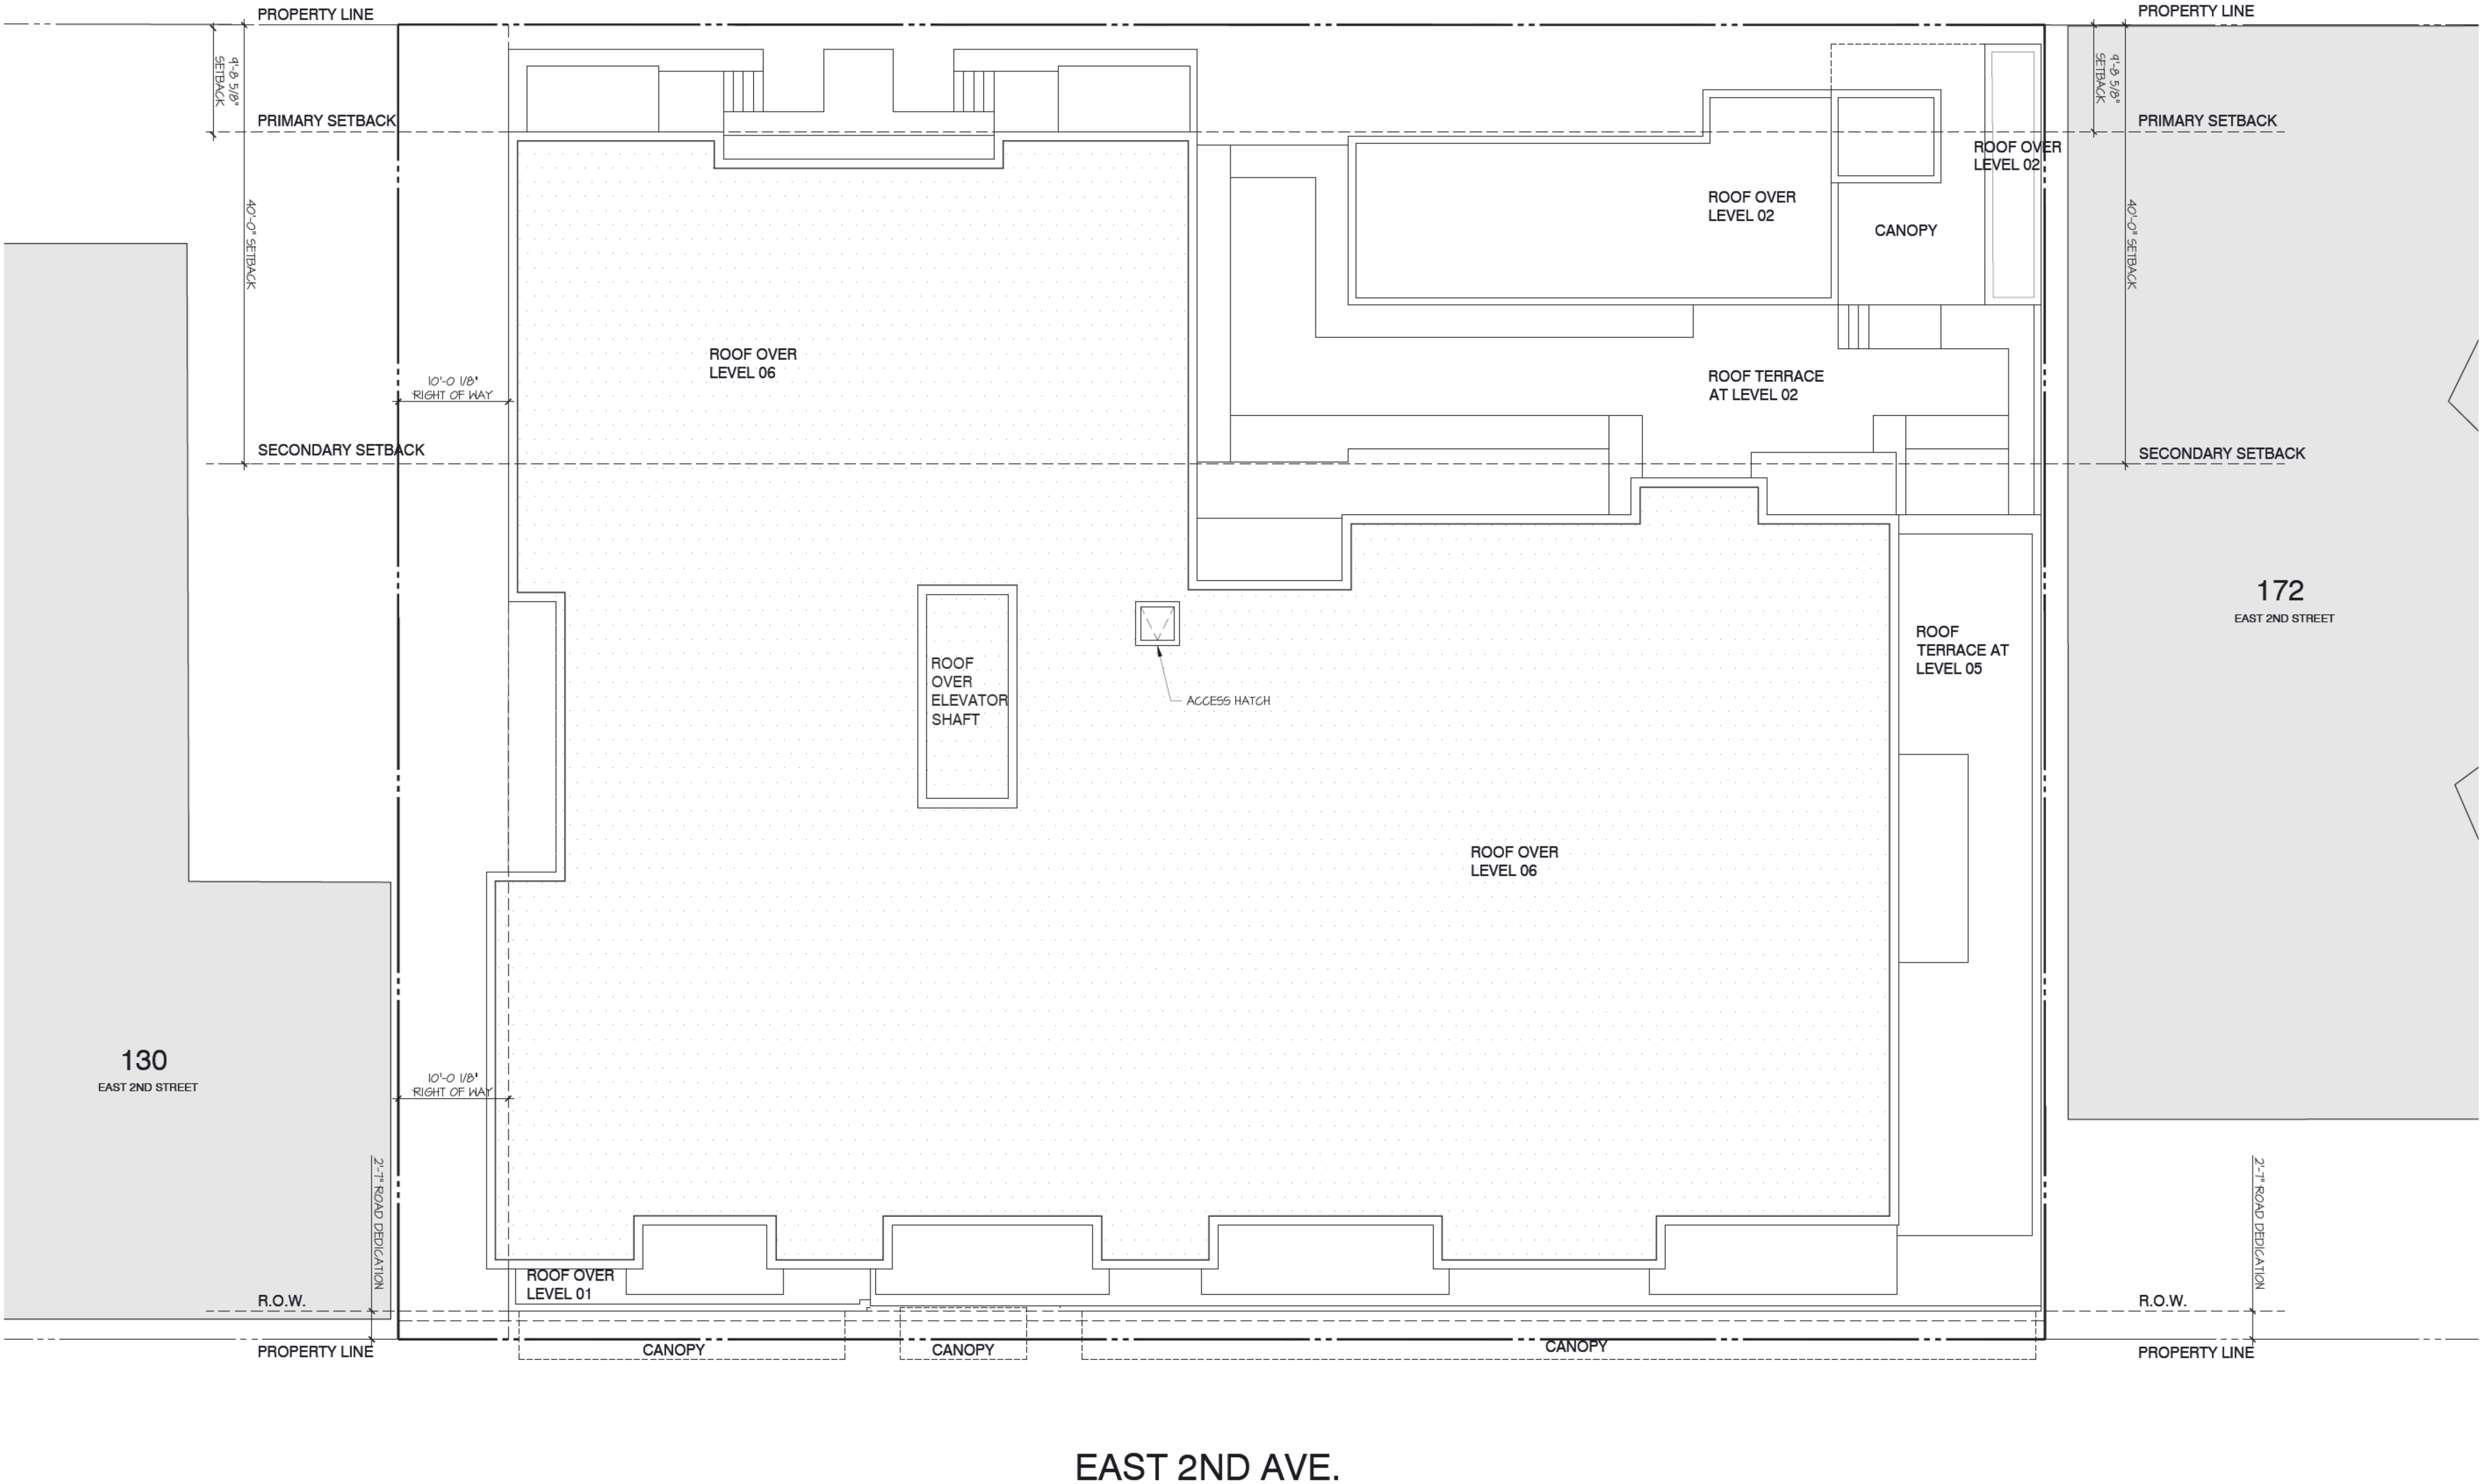 PROPERTY LINE
PROPERTY LINE
9'-8 5/8"
SETBACK
9'-8 5/8"
SETBACK
PRIMARY SETBACK
PRIMARY SETBACK
ROOF OVER
LEVEL 02
ROOF OVER
LEVEL 02
CANOPY
40'-0" SETBACK
40'-0" SETBACK
ROOF OVER
LEVEL 06
10'-0 1/8"
RIGHT OF WAY
ROOF TERRACE
AT LEVEL 02
SECONDARY SETBACK
SECONDARY SETBACK
172
EAST 2ND STREET
ROOF
TERRACE AT
LEVEL 05
ROOF
OVER
ELEVATOR
SHAFT
ACCESS HATCH
ROOF OVER
LEVEL 06
130
EAST 2ND STREET
10'-0 1/8"
RIGHT OF WAY
2'-7" ROAD DEDICATION
2'-7" ROAD DEDICATION
ROOF OVER
LEVEL 01
R.O.W.
R.O.W.
PROPERTY LINE
CANOPY
CANOPY
CANOPY
PROPERTY LINE
EAST 2ND AVE.